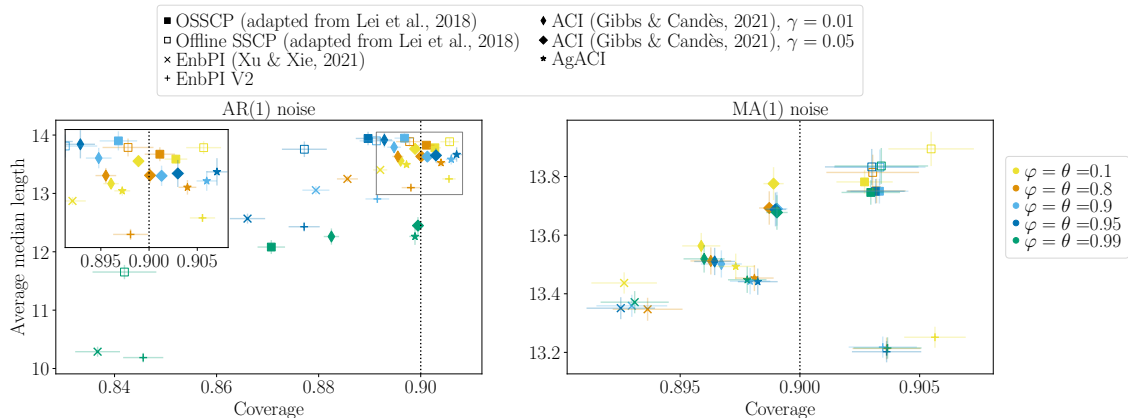 OSSCP (adapted from Lei et al., 2018)
Offline SSCP (adapted from Lei et al., 2018)
EnbPI (Xu & Xie, 2021)
EnbPI V2
ACI (Gibbs & Candès, 2021), γ = 0.01
ACI (Gibbs & Candès, 2021), γ = 0.05
AgACI
AR(1) noise
Average median length
14
13
12
11
10
0.895 0.900 0.905
0.84 0.86 0.88 0.90
Coverage
MA(1) noise
13.8
13.6
13.4
13.2
0.895 0.900 0.905
Coverage
φ = θ =0.1
φ = θ =0.8
φ = θ =0.9
φ = θ =0.95
φ = θ =0.99